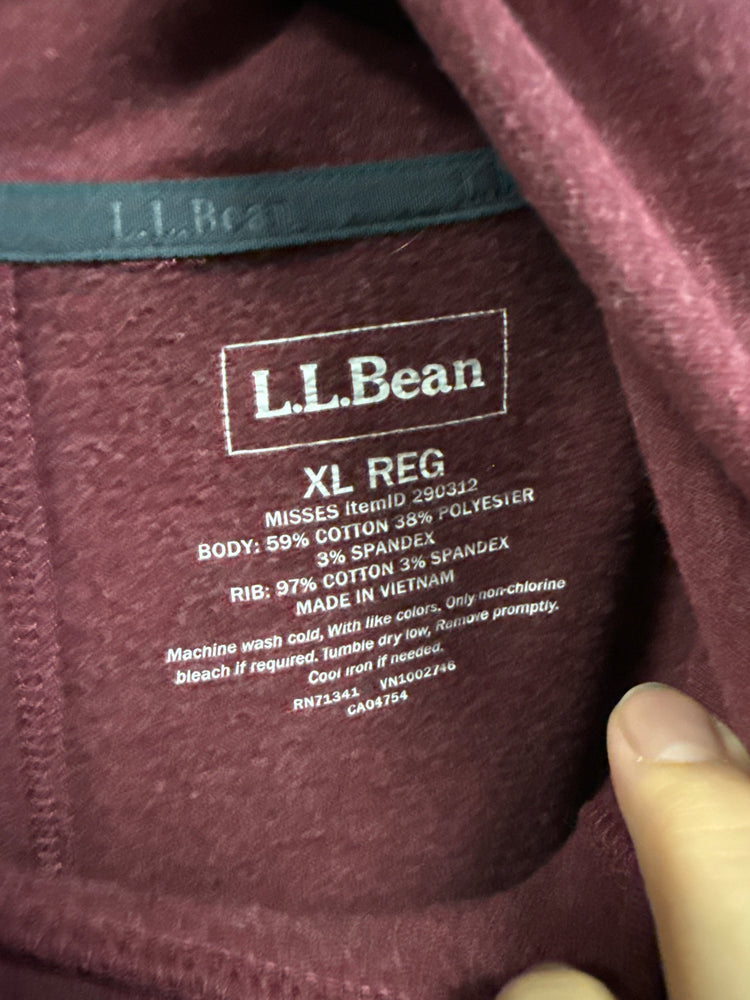 L.L.Bean
L.L.Bean
XL REG
MISSES ItemID 290312
BODY: 59% COTTON 38% POLYESTER
3% SPANDEX
RIB: 97% COTTON 3% SPANDEX
MADE IN VIETNAM
Machine wash cold, With like colors. Only non-chlorine
bleach if required. Tumble dry low, Remove promptly.
Cool iron if needed.
RN71341 VN1002746
CA04754